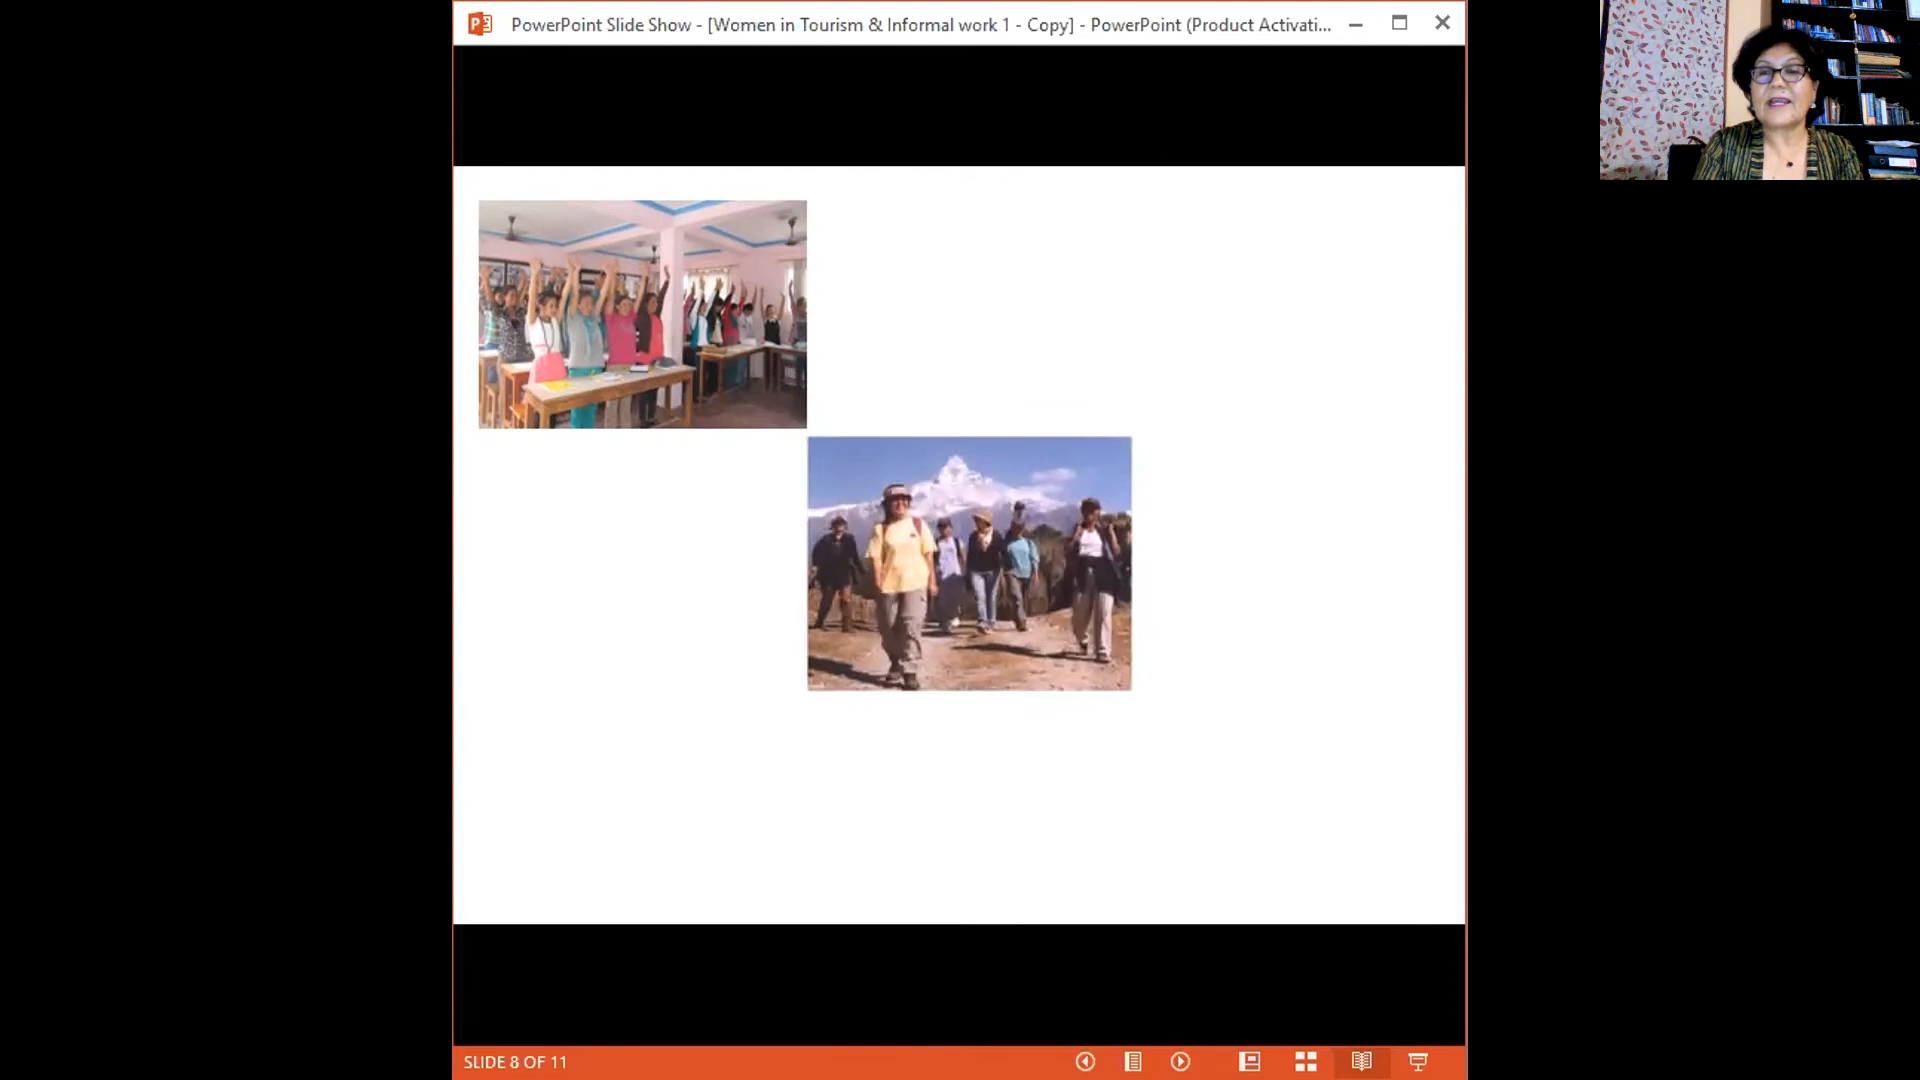 PowerPoint Slide Show - [Women in Tourism & Informal work 1 - Copy] - PowerPoint (Product Activati...
SLIDE 8 OF 11